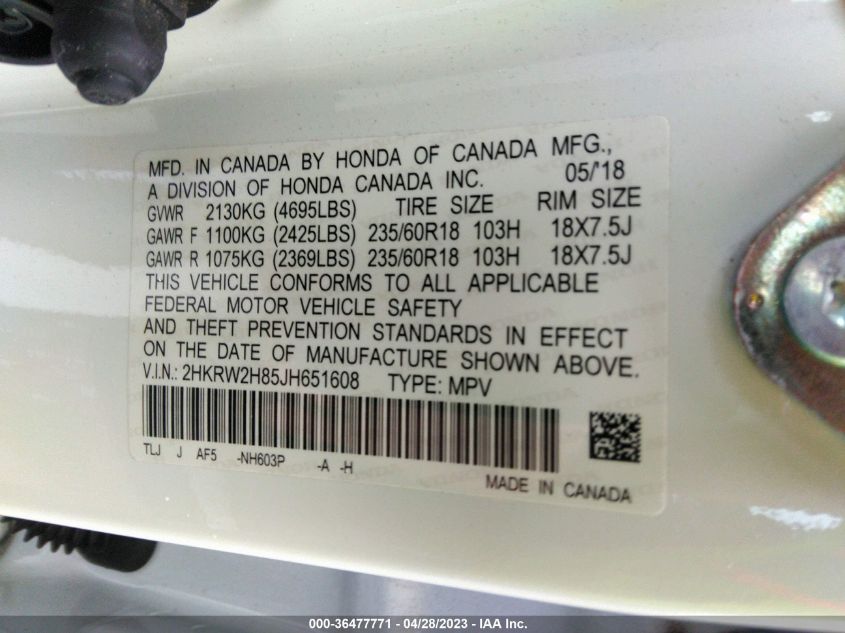 MFD. IN CANADA BY HONDA OF CANADA MFG.,
A DIVISION OF HONDA CANADA INC. 05/'18
GVWR 2130KG (4695LBS) TIRE SIZE RIM SIZE
GAWR F 1100KG (2425LBS) 235/60R18 103H 18X7.5J
GAWR R 1075KG (2369LBS) 235/60R18 103H 18X7.5J
THIS VEHICLE CONFORMS TO ALL APPLICABLE
FEDERAL MOTOR VEHICLE SAFETY
AND THEFT PREVENTION STANDARDS IN EFFECT
ON THE DATE OF MANUFACTURE SHOWN ABOVE.
V.I.N.: 2HKRW2H85JH651608 TYPE: MPV
TLJ J AF5 -NH603P -A -H
MADE IN CANADA
000-36477771 | 04/28/2023 - IAA Inc.